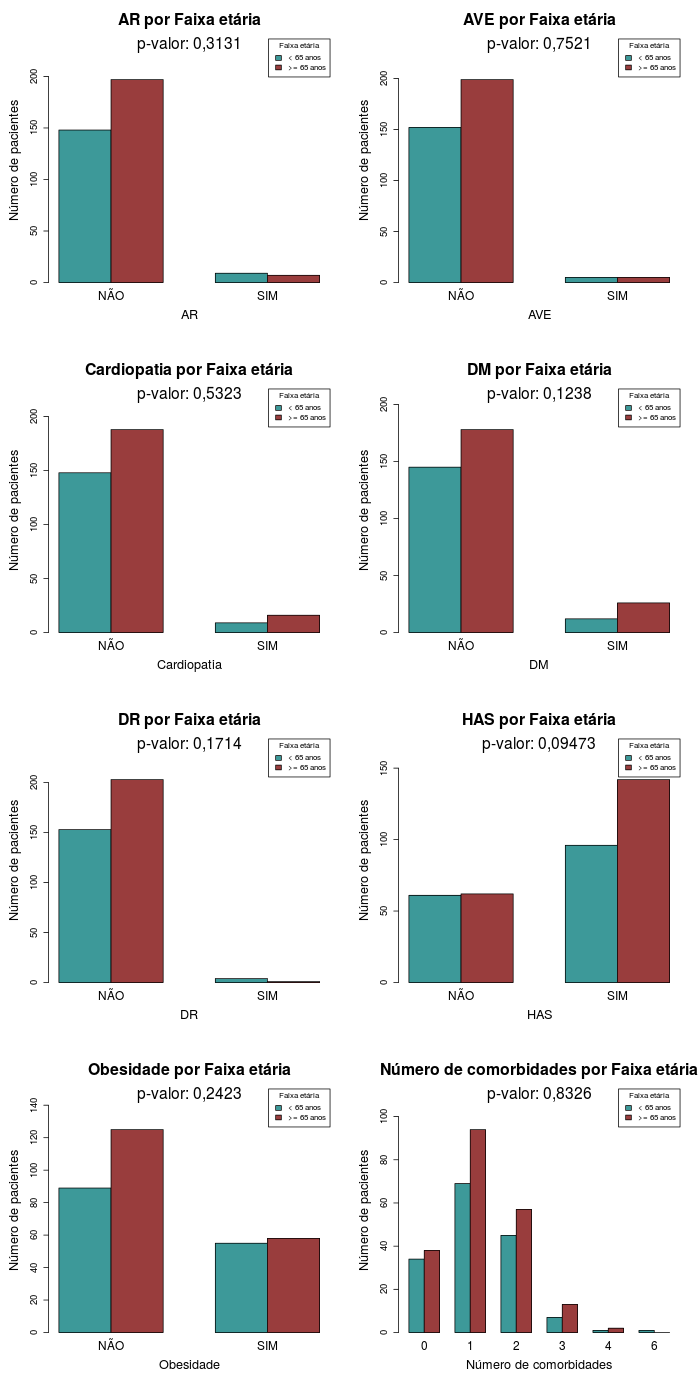 AR por Faixa etária
p-valor: 0,3131
Faixa etária
< 65 anos
>= 65 anos
Número de pacientes
200
150
100
50
0
NÃO SIM
AR
AVE por Faixa etária
p-valor: 0,7521
Faixa etária
< 65 anos
>= 65 anos
Número de pacientes
200
150
100
50
0
NÃO SIM
AVE
Cardiopatia por Faixa etária
p-valor: 0,5323
Faixa etária
< 65 anos
>= 65 anos
Número de pacientes
200
150
100
50
0
NÃO SIM
Cardiopatia
DM por Faixa etária
p-valor: 0,1238
Faixa etária
< 65 anos
>= 65 anos
Número de pacientes
200
150
100
50
0
NÃO SIM
DM
DR por Faixa etária
p-valor: 0,1714
Faixa etária
< 65 anos
>= 65 anos
Número de pacientes
200
150
100
50
0
NÃO SIM
DR
HAS por Faixa etária
p-valor: 0,09473
Faixa etária
< 65 anos
>= 65 anos
Número de pacientes
150
100
50
0
NÃO SIM
HAS
Obesidade por Faixa etária
p-valor: 0,2423
Faixa etária
< 65 anos
>= 65 anos
Número de pacientes
140
120
100
80
60
40
20
0
NÃO SIM
Obesidade
Número de comorbidades por Faixa etária
p-valor: 0,8326
Faixa etária
< 65 anos
>= 65 anos
Número de pacientes
100
80
60
40
20
0
0 1 2 3 4 6
Número de comorbidades